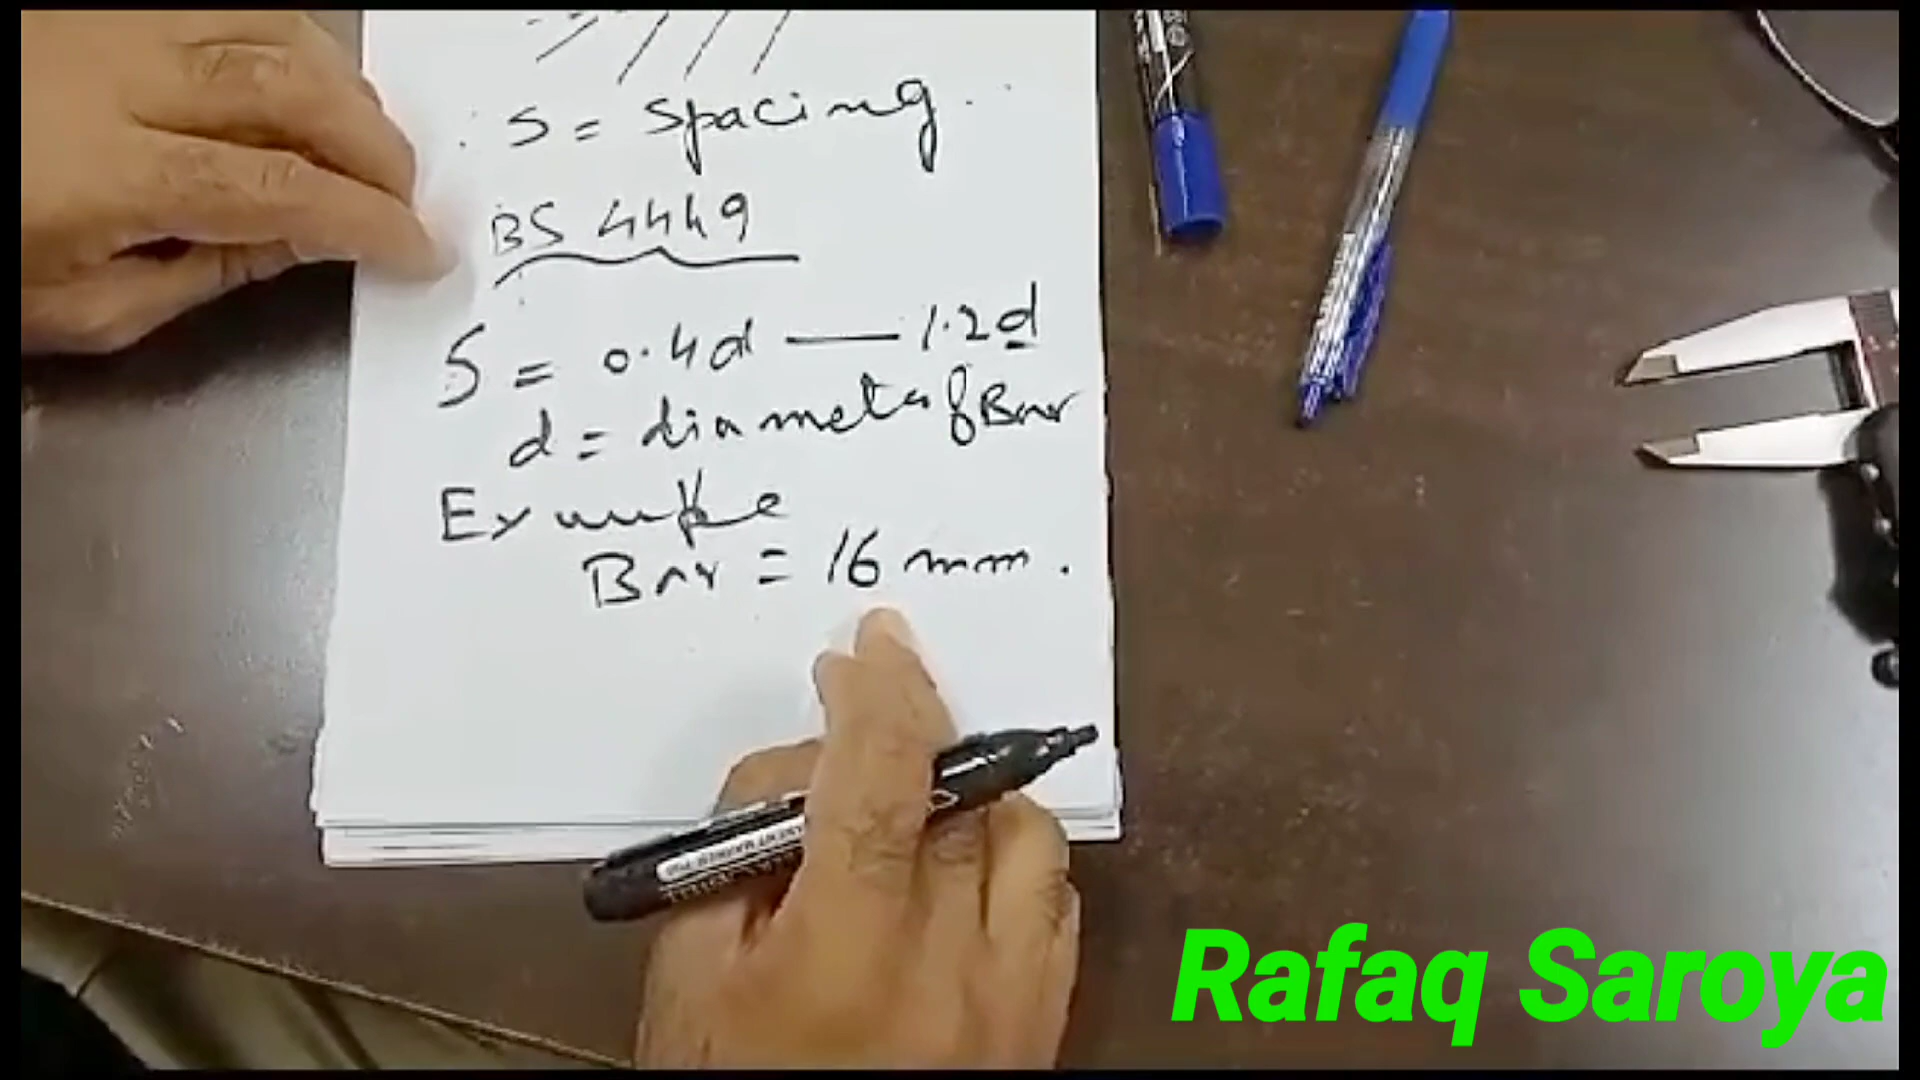 S = Spacing
BS 4449
S = 0.4d — 1.2d
d = diameter of Bar
Example
Bar = 16 mm.
Rafaq Saroya